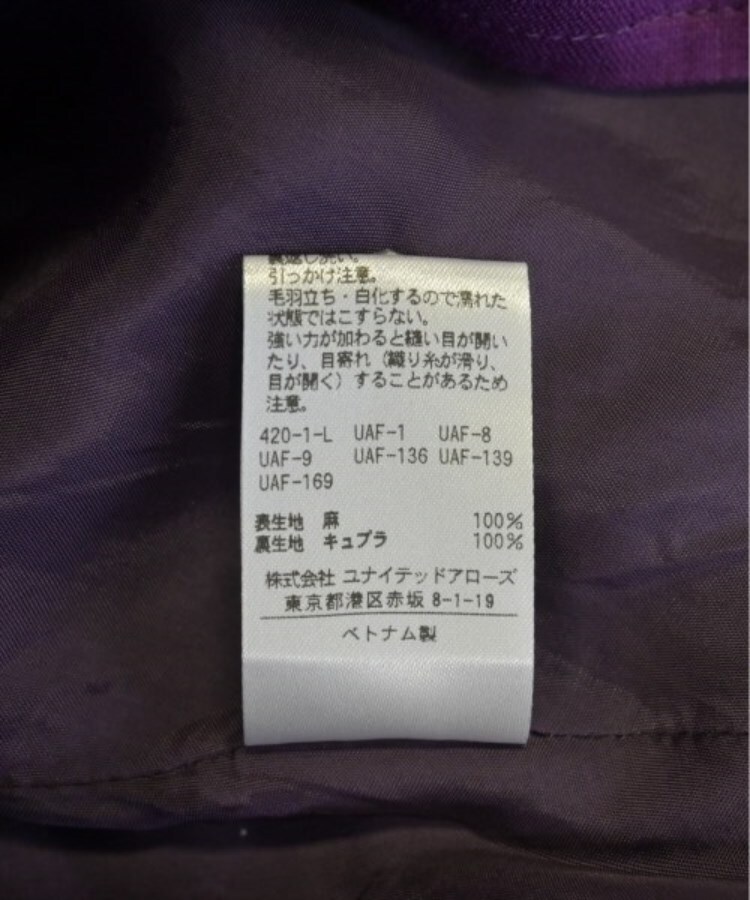 裏返し洗い。
引っかけ注意。
毛羽立ち・白化するので濡れた
状態ではこすらない。
強い力が加わると縫い目が開い
たり、目寄れ（織り糸が滑り、
目が開く）することがあるため
注意。
420-1-L UAF-1 UAF-8
UAF-9 UAF-136 UAF-139
UAF-169
表生地 麻 100%
裏生地 キュプラ 100%
株式会社 ユナイテッドアローズ
東京都港区赤坂 8-1-19
ベトナム製